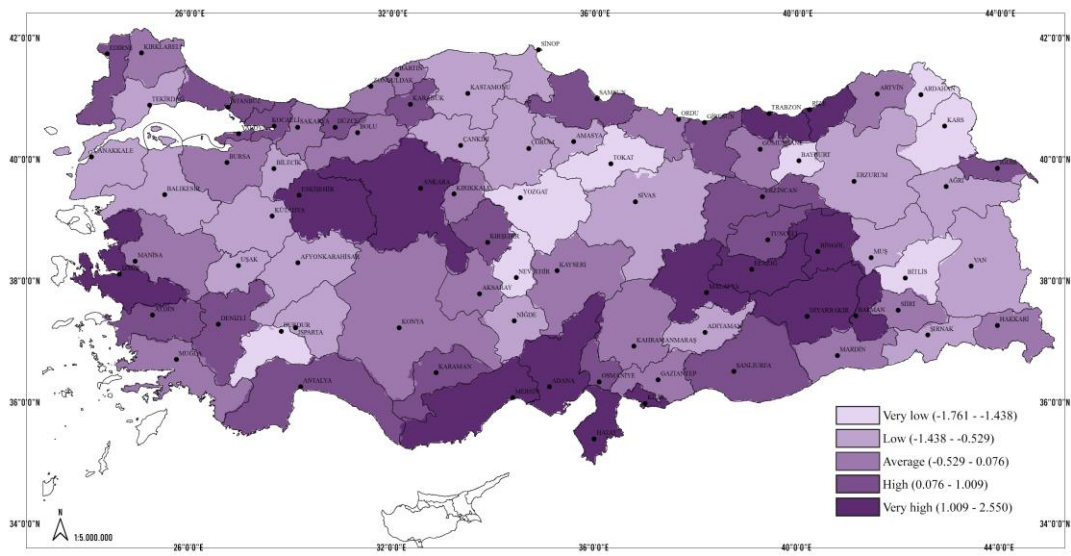 26°0'0"E 32°0'0"E 36°0'0"E 40°0'0"E 44°0'0"E
42°0'0"N 42°0'0"N
SİNOP
EDİRNE
KIRKLARELİ
BARTIN
ZONGULDAK
KASTAMONU
ARTVİN
ARDAHAN
TEKİRDAĞ
İSTANBUL
KARABÜK
SAMSUN
ORDU
GİRESUN
TRABZON
KOCAELİ
SAKARYA
DÜZCE
BOLU
KARS
ÇANKIRI
ÇORUM
AMASYA
GÜMÜŞHANE
ÇANAKKALE
BURSA
BİLECİK
TOKAT
BAYBURT
40°0'0"N 40°0'0"N
BALIKESİR
ESKİŞEHİR
ANKARA
KIRIKKALE
YOZGAT
SİVAS
ERZİNCAN
ERZURUM
AĞRI
KÜTAHYA
KIRŞEHİR
TUNCELİ
BİNGÖL
MUŞ
VAN
MANİSA
UŞAK
AFYONKARAHİSAR
NEVŞEHİR
KAYSERİ
BİTLİS
38°0'0"N 38°0'0"N
AKSARAY
MALATYA
AYDIN
DENİZLİ
BURDUR
ISPARTA
KONYA
NİĞDE
ADIYAMAN
DİYARBAKIR
BATMAN
SİİRT
ŞIRNAK
HAKKARİ
MUĞLA
KAHRAMANMARAŞ
MARDİN
ANTALYA
KARAMAN
MERSİN
ADANA
OSMANİYE
GAZİANTEP
ŞANLIURFA
36°0'0"N 36°0'0"N
HATAY
Very low (-1.761 - -1.438)
Low (-1.438 - -0.529)
Average (-0.529 - 0.076)
High (0.076 - 1.009)
Very high (1.009 - 2.550)
N
1:5.000.000
34°0'0"N 34°0'0"N
26°0'0"E 32°0'0"E 36°0'0"E 40°0'0"E 44°0'0"E